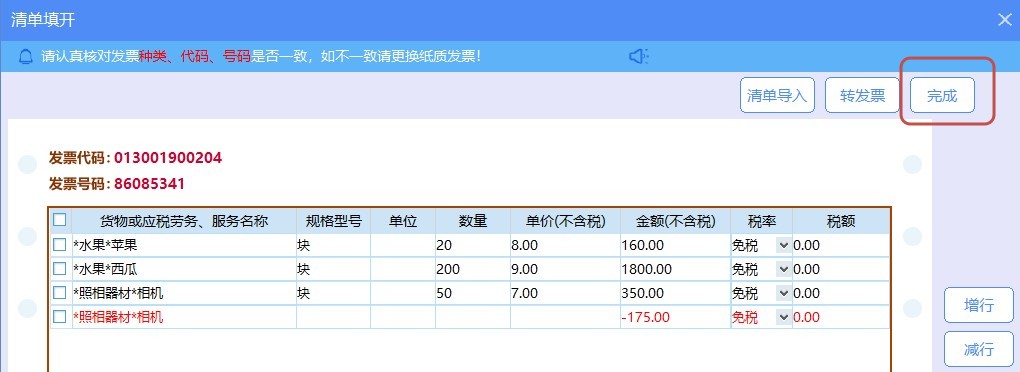 清单填开
请认真核对发票种类、代码、号码是否一致，如不一致请更换纸质发票！
清单导入 转发票 完成
发票代码：013001900204
发票号码：86085341
货物或应税劳务、服务名称 规格型号 单位 数量 单价(不含税) 金额(不含税) 税率 税额
*水果*苹果 块 20 8.00 160.00 免税 0.00
*水果*西瓜 块 200 9.00 1800.00 免税 0.00
*照相器材*相机 块 50 7.00 350.00 免税 0.00
*照相器材*相机 -175.00 免税 0.00
增行
减行